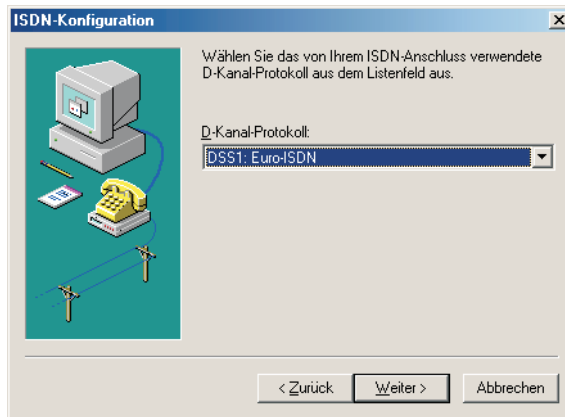 ISDN-Konfiguration
Wählen Sie das von Ihrem ISDN-Anschluss verwendete
D-Kanal-Protokoll aus dem Listenfeld aus.
D-Kanal-Protokoll:
DSS1: Euro-ISDN
< Zurück
Weiter >
Abbrechen